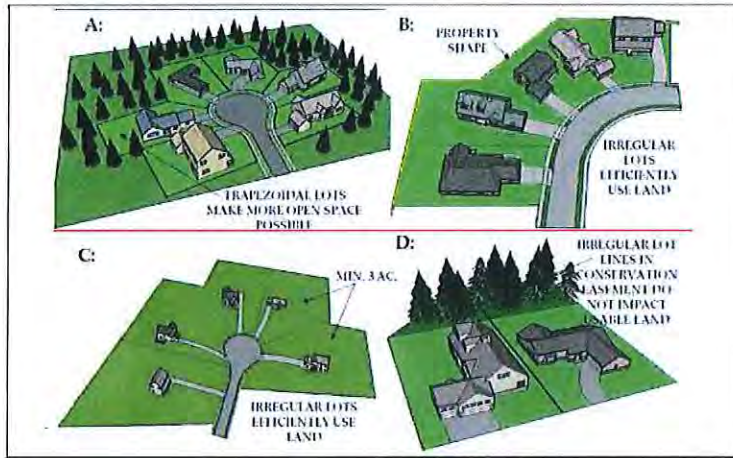 A:
TRAPEZOIDAL LOTS
MAKE MORE OPEN SPACE
POSSIBLE
B:
PROPERTY
SHAPE
IRREGULAR
LOTS
EFFICIENTLY
USE LAND
C:
MIN. 3 AC.
IRREGULAR LOTS
EFFICIENTLY USE
LAND
D:
IRREGULAR LOT
LINES IN
CONSERVATION
EASEMENT DO
NOT IMPACT
USABLE LAND